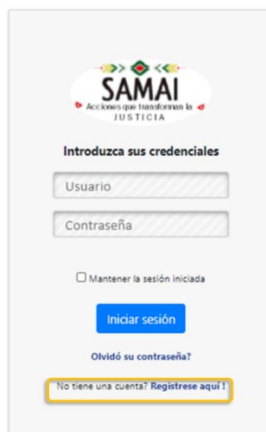 SAMAI
Acciones que transforman la
JUSTICIA
Introduzca sus credenciales
Usuario
Contraseña
Mantener la sesión iniciada
Iniciar sesión
Olvidó su contraseña?
No tiene una cuenta? Registrese aquí !